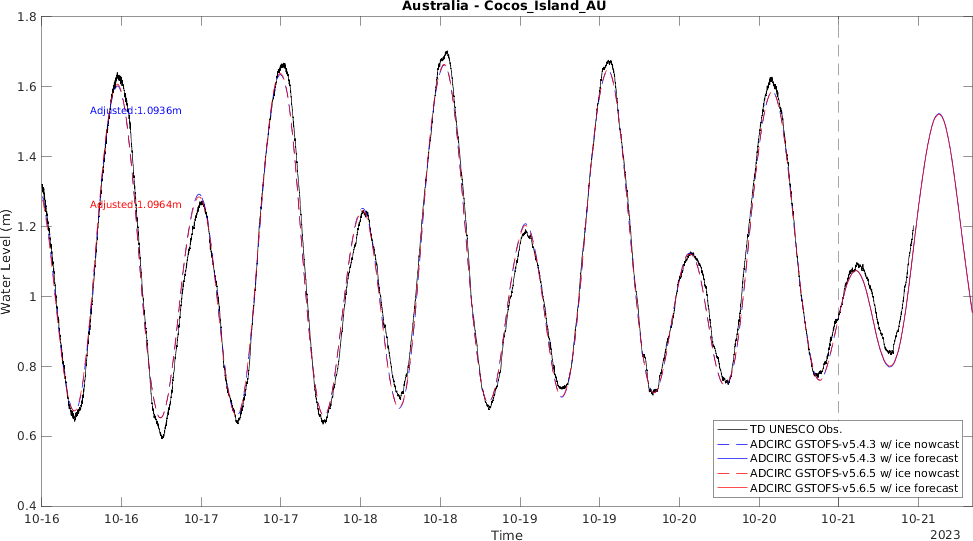 Australia - Cocos_Island_AU
1.8
1.6
1.4
1.2
1
0.8
0.6
0.4
Water Level (m)
Adjusted:1.0936m
Adjusted:1.0964m
TD UNESCO Obs.
ADCIRC GSTOFS-v5.4.3 w/ ice nowcast
ADCIRC GSTOFS-v5.4.3 w/ ice forecast
ADCIRC GSTOFS-v5.6.5 w/ ice nowcast
ADCIRC GSTOFS-v5.6.5 w/ ice forecast
10-16 10-16 10-17 10-17 10-18 10-18 10-19 10-19 10-20 10-20 10-21 10-21
Time
2023